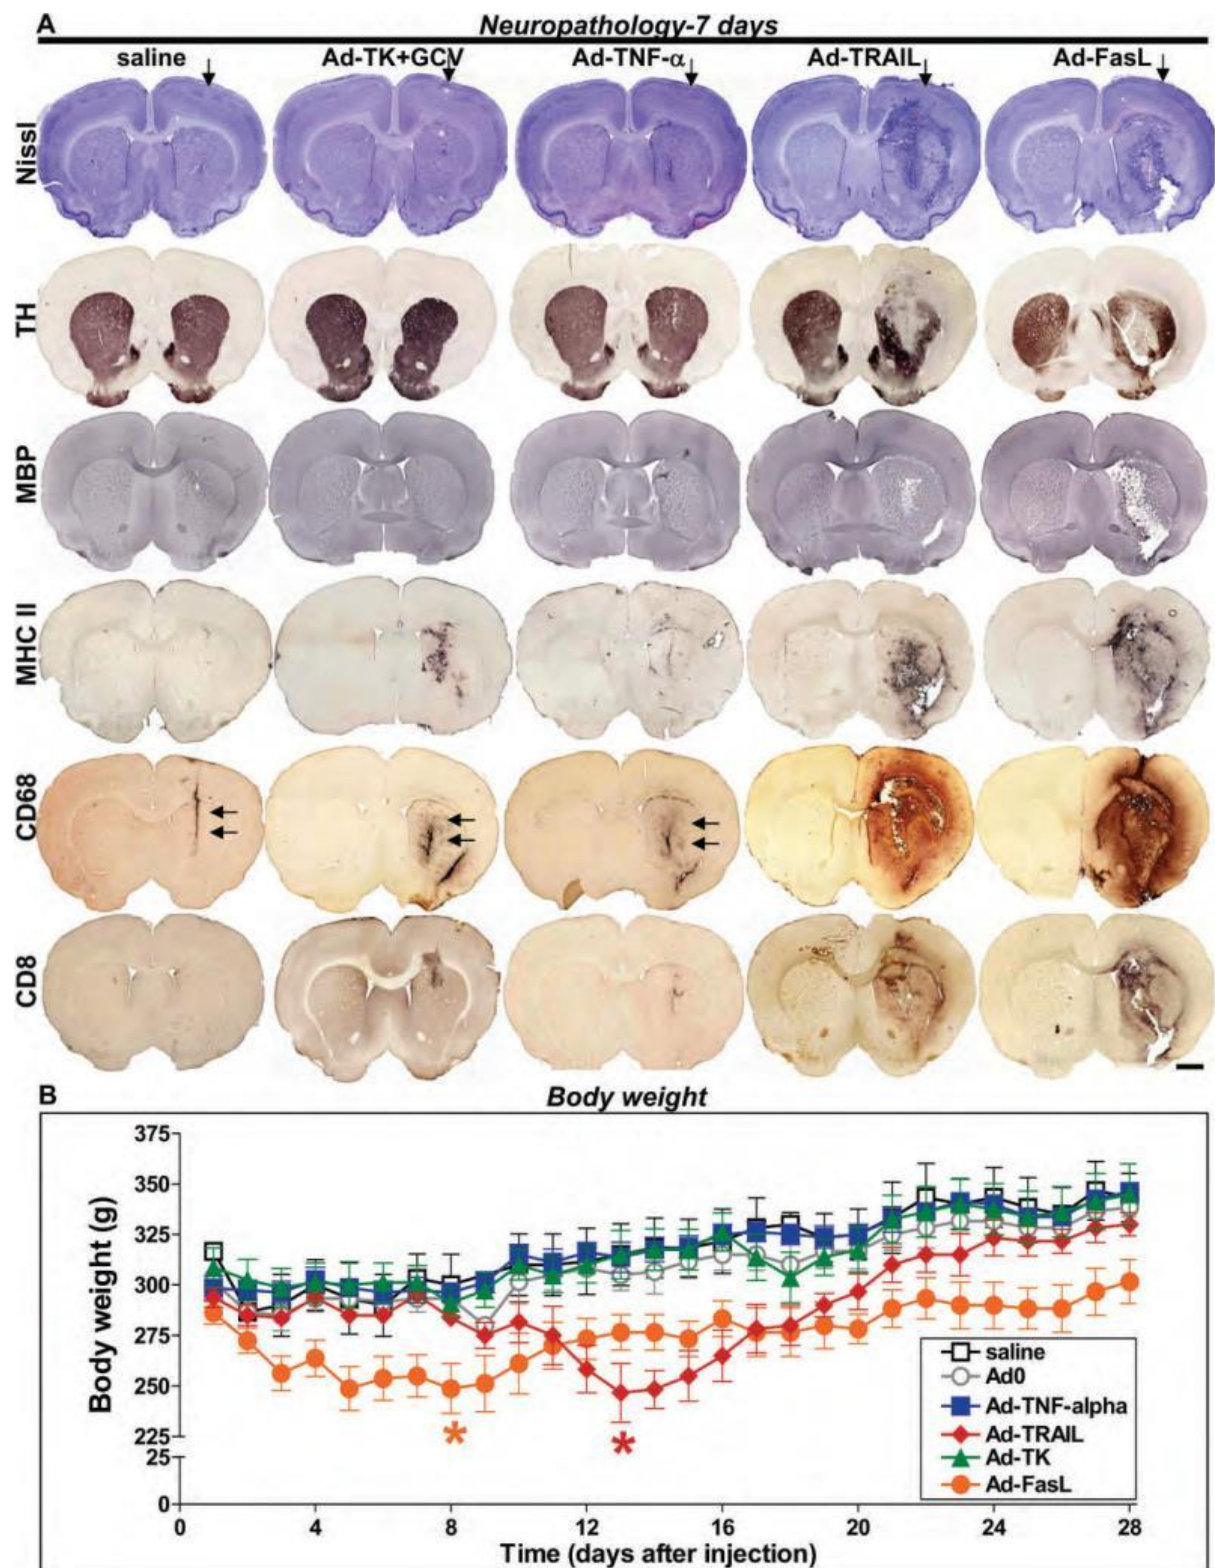 A
Neuropathology-7 days
saline Ad-TK+GCV Ad-TNF-α Ad-TRAIL Ad-FasL
Nissl
TH
MBP
MHC II
CD68
CD8
B
Body weight
Body weight (g)
375
350
325
300
275
250
225
25
0
* *
saline
Ad0
Ad-TNF-alpha
Ad-TRAIL
Ad-TK
Ad-FasL
0 4 8 12 16 20 24 28
Time (days after injection)